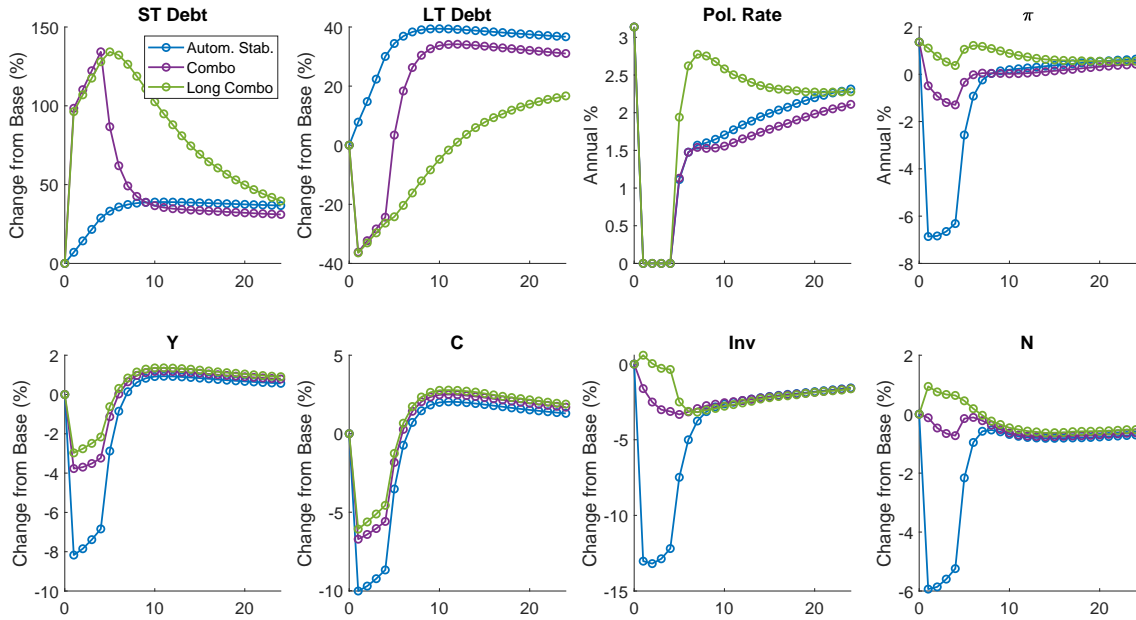 ST Debt
Change from Base (%)
150
100
50
0
0 10 20
Autom. Stab.
Combo
Long Combo
LT Debt
Change from Base (%)
40
20
0
-20
-40
0 10 20
Pol. Rate
Annual %
3
2.5
2
1.5
1
0.5
0
0 10 20
π
Annual %
2
0
-2
-4
-6
-8
0 10 20
Y
Change from Base (%)
2
0
-2
-4
-6
-8
-10
0 10 20
C
Change from Base (%)
5
0
-5
-10
0 10 20
Inv
Change from Base (%)
0
-5
-10
-15
0 10 20
N
Change from Base (%)
2
0
-2
-4
-6
0 10 20